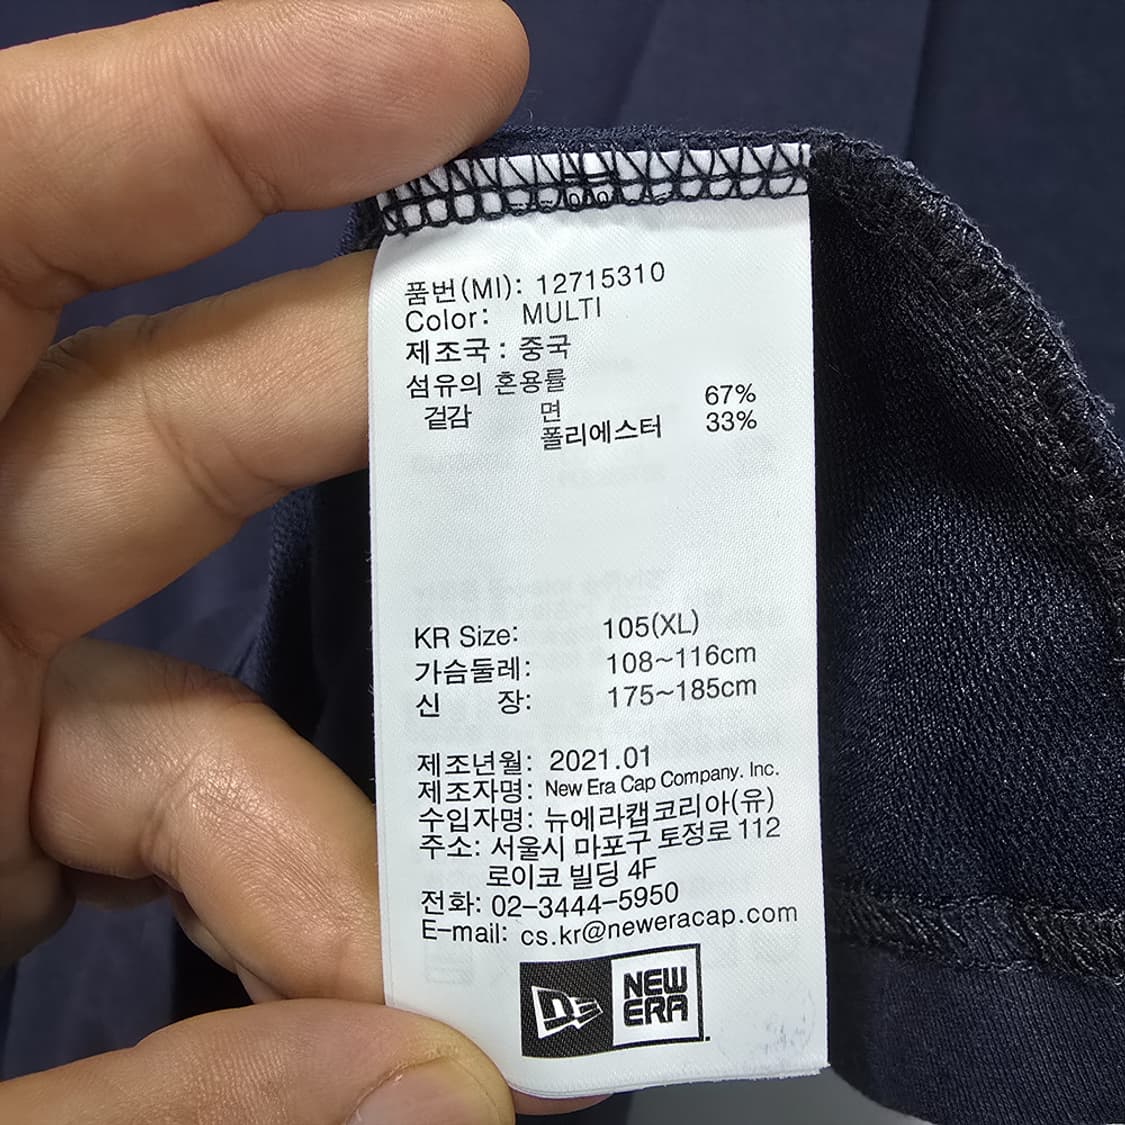 품번(MI): 12715310
Color: MULTI
제조국 : 중국
섬유의 혼용률
겉감 면 67%
폴리에스터 33%
KR Size: 105(XL)
가슴둘레: 108~116cm
신 장: 175~185cm
제조년월: 2021.01
제조자명: New Era Cap Company. Inc.
수입자명: 뉴에라캡코리아(유)
주소: 서울시 마포구 토정로 112
로이코 빌딩 4F
전화: 02-3444-5950
E-mail: cs.kr@neweracap.com
NEW
ERA